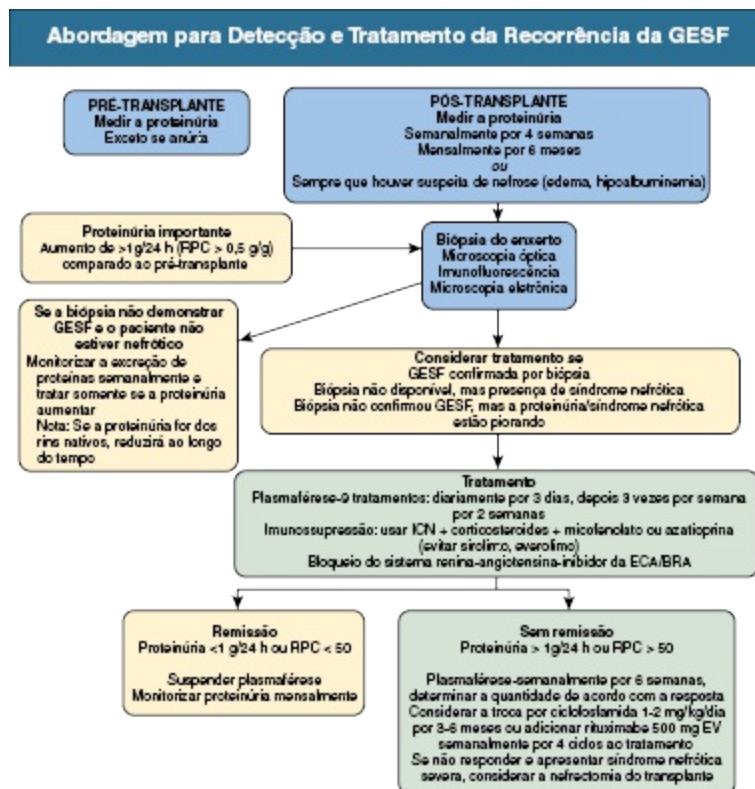 Abordagem para Detecção e Tratamento da Recorrência da GESF
PRÉ-TRANSPLANTE
Medir a proteinúria
Exceto se anúria
PÓS-TRANSPLANTE
Medir a proteinúria
Semanalmente por 4 semanas
Mensalmente por 6 meses
ou
Sempre que houver suspeita de nefrose (edema, hipoalbuminemia)
Proteinúria importante
Aumento de >1g/24 h (RPC > 0,5 g/g)
comparado ao pré-transplante
Biópsia do enxerto
Microscopia óptica
Imunofluorescência
Microscopia eletrônica
Se a biópsia não demonstrar
GESF e o paciente não
estiver nefrótico
Monitorizar a excreção de
proteínas semanalmente e
tratar somente se a proteinúria
aumentar
Nota: Se a proteinúria for dos
rins nativos, reduzirá ao longo
do tempo
Considerar tratamento se
GESF confirmada por biópsia
Biópsia não disponível, mas presença de síndrome nefrótica
Biópsia não confirmou GESF, mas a proteinúria/síndrome nefrótica
estão piorando
Tratamento
Plasmaférese-9 tratamentos: diariamente por 3 dias, depois 3 vezes por semana
por 2 semanas
Imunossupressão: usar ICN + corticosteroides + micofenolato ou azatioprina
(evitar sirolimo, everolimo)
Bloqueio do sistema renina-angiotensina-inibidor da ECA/BRA
Remissão
Proteinúria <1 g/24 h ou RPC < 50
Suspender plasmaférese
Monitorizar proteinúria mensalmente
Sem remissão
Proteinúria > 1g/24 h ou RPC > 50
Plasmaférese-semanalmente por 6 semanas,
determinar a quantidade de acordo com a resposta
Considerar a troca por ciclofosfamida 1-2 mg/kg/dia
por 3-6 meses ou adicionar rituximabe 500 mg EV
semanalmente por 4 ciclos ao tratamento
Se não responder e apresentar síndrome nefrótica
severa, considerar a nefrectomia do transplante